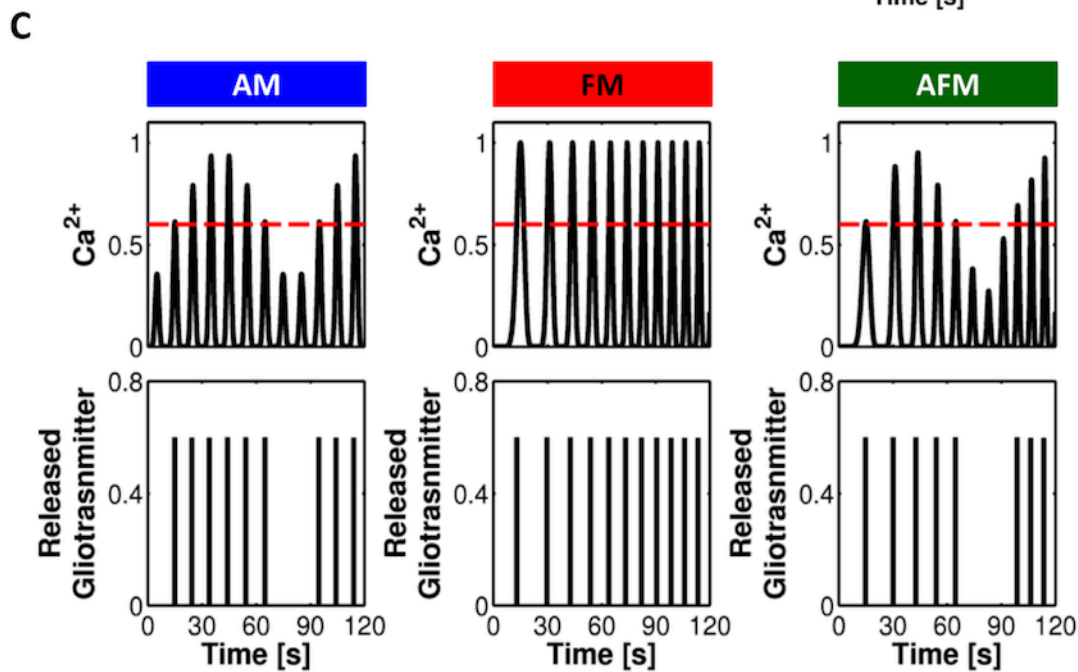 Time [s]
C
AM
FM
AFM
Ca2+
1
0.5
0
Ca2+
1
0.5
0
Ca2+
1
0.5
0
Released
Gliotrasnmitter
0.8
0.4
0
0 30 60 90 120
Time [s]
Released
Gliotrasnmitter
0.8
0.4
0
0 30 60 90 120
Time [s]
Released
Gliotrasnmitter
0.8
0.4
0
0 30 60 90 120
Time [s]